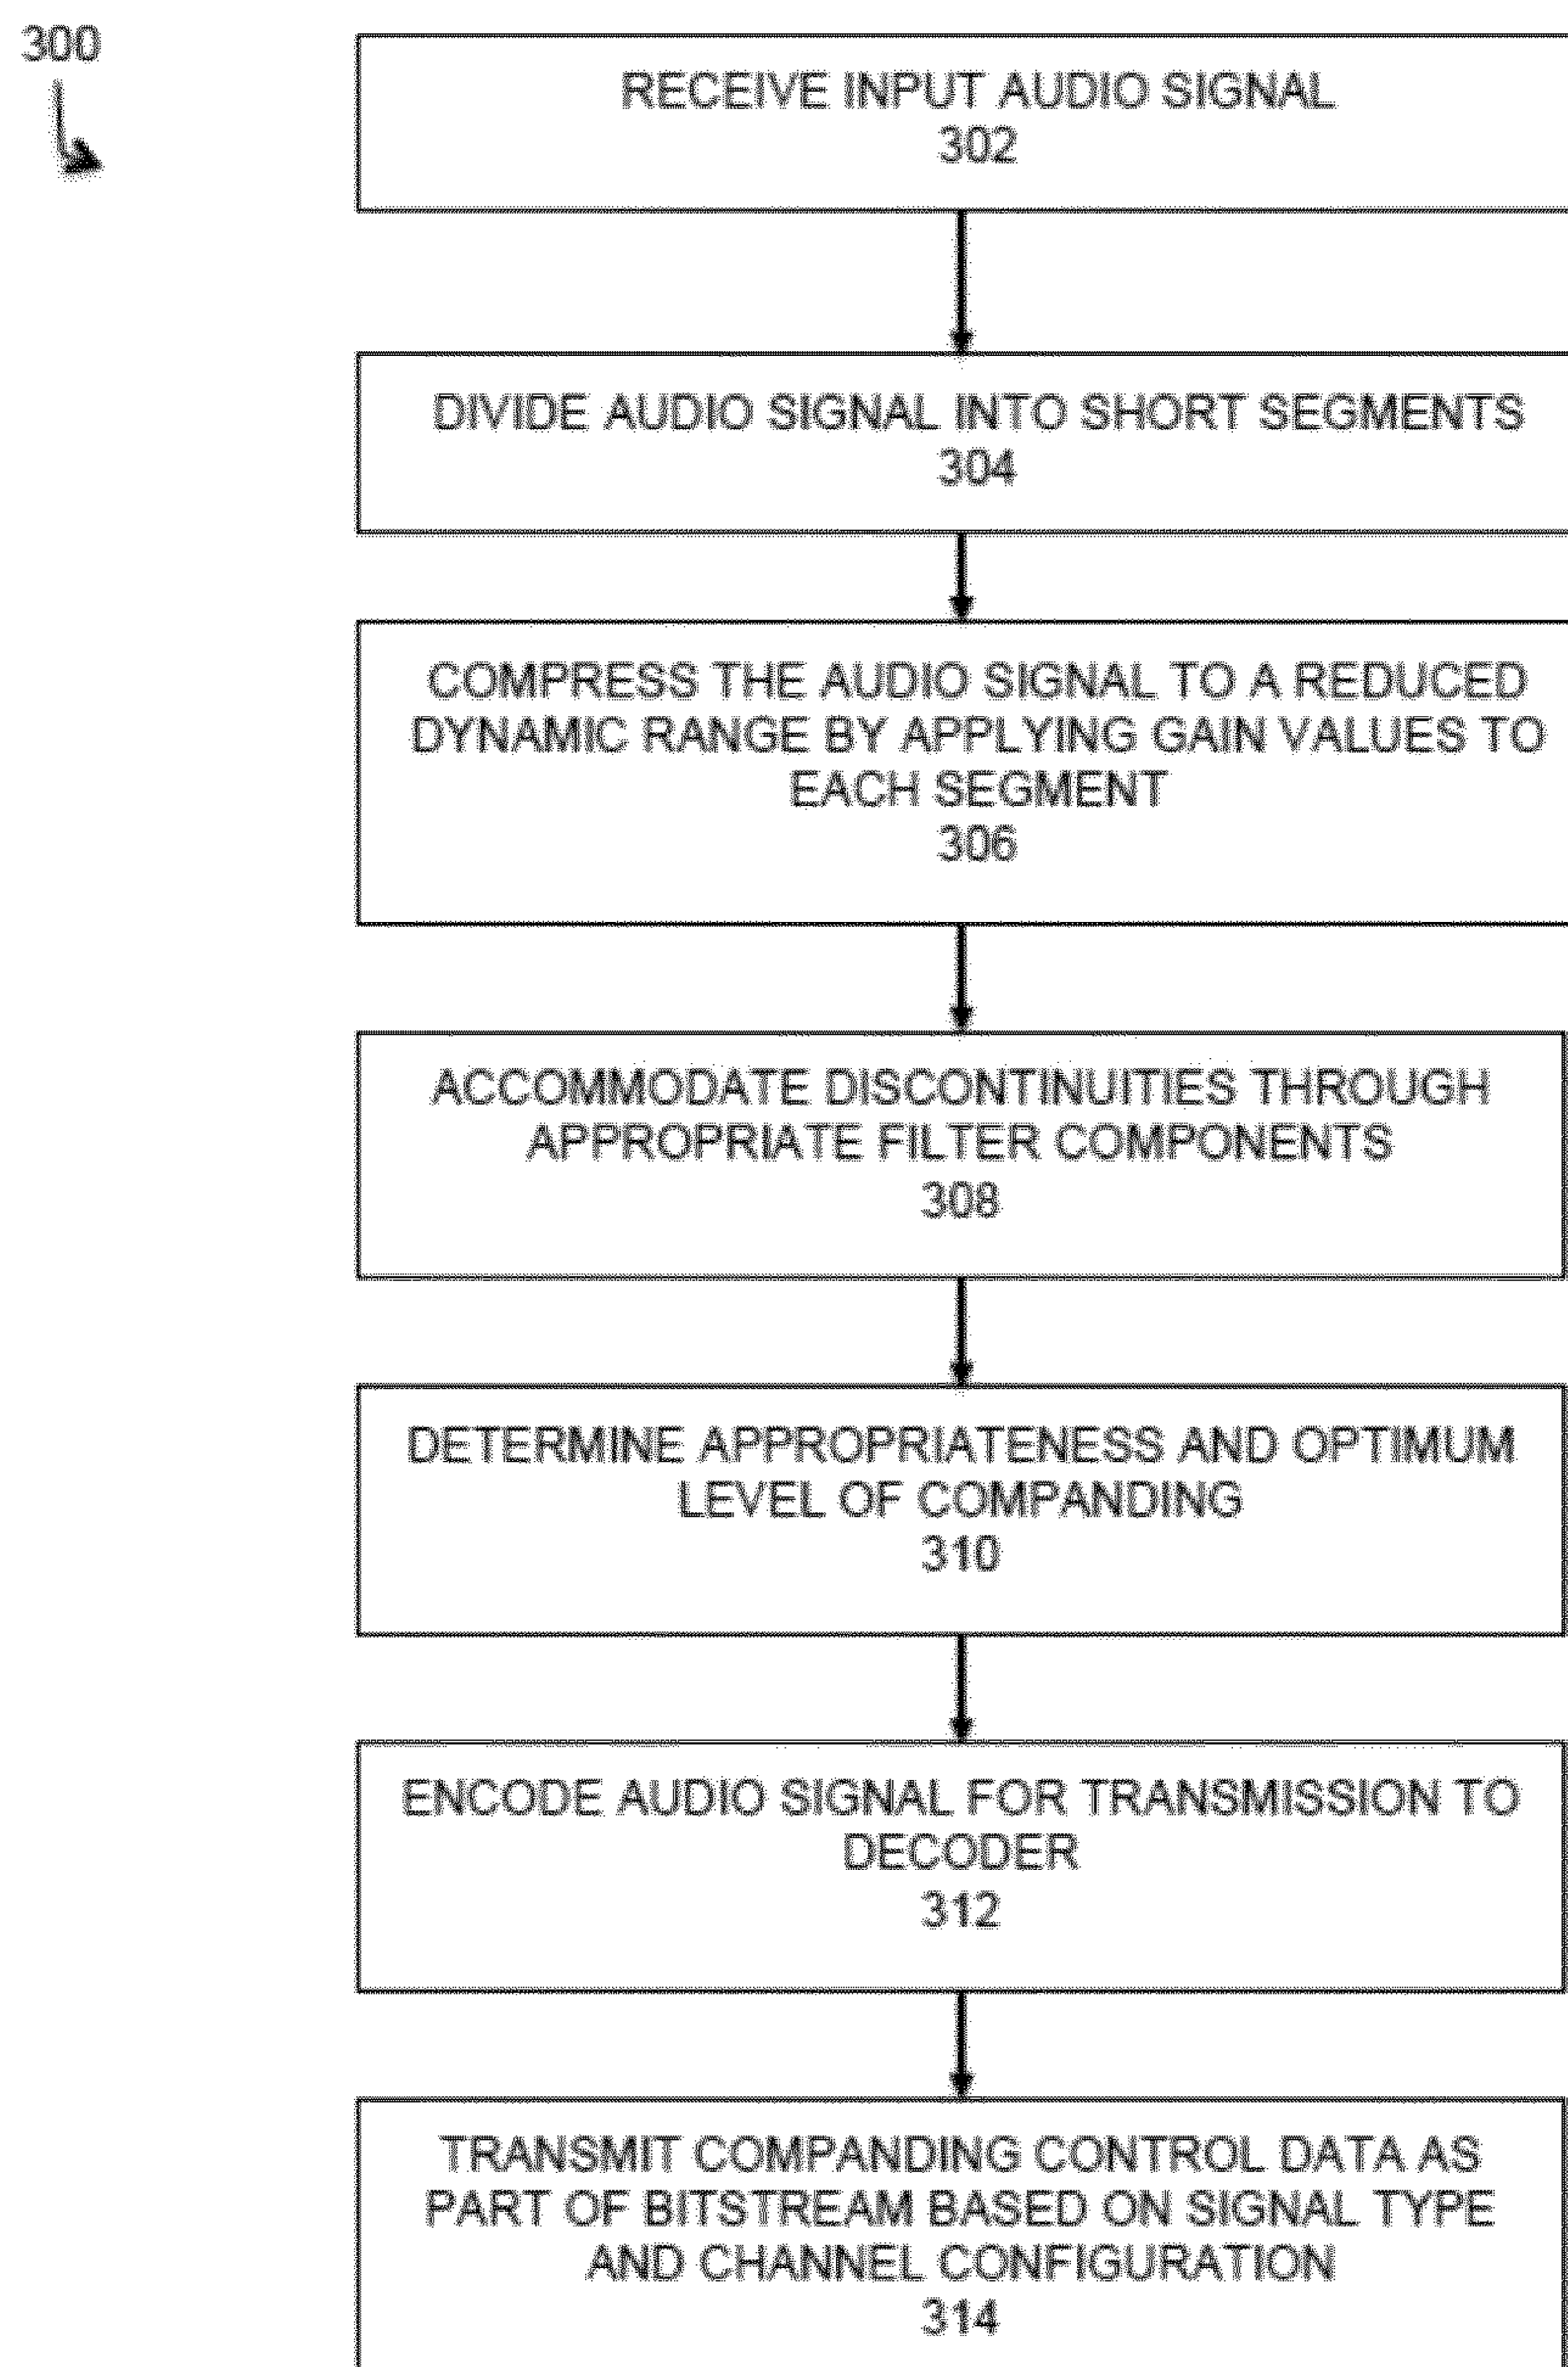 300
RECEIVE INPUT AUDIO SIGNAL
302
DIVIDE AUDIO SIGNAL INTO SHORT SEGMENTS
304
COMPRESS THE AUDIO SIGNAL TO A REDUCED
DYNAMIC RANGE BY APPLYING GAIN VALUES TO
EACH SEGMENT
306
ACCOMMODATE DISCONTINUITIES THROUGH
APPROPRIATE FILTER COMPONENTS
308
DETERMINE APPROPRIATENESS AND OPTIMUM
LEVEL OF COMPANDING
310
ENCODE AUDIO SIGNAL FOR TRANSMISSION TO
DECODER
312
TRANSMIT COMPANDING CONTROL DATA AS
PART OF BITSTREAM BASED ON SIGNAL TYPE
AND CHANNEL CONFIGURATION
314